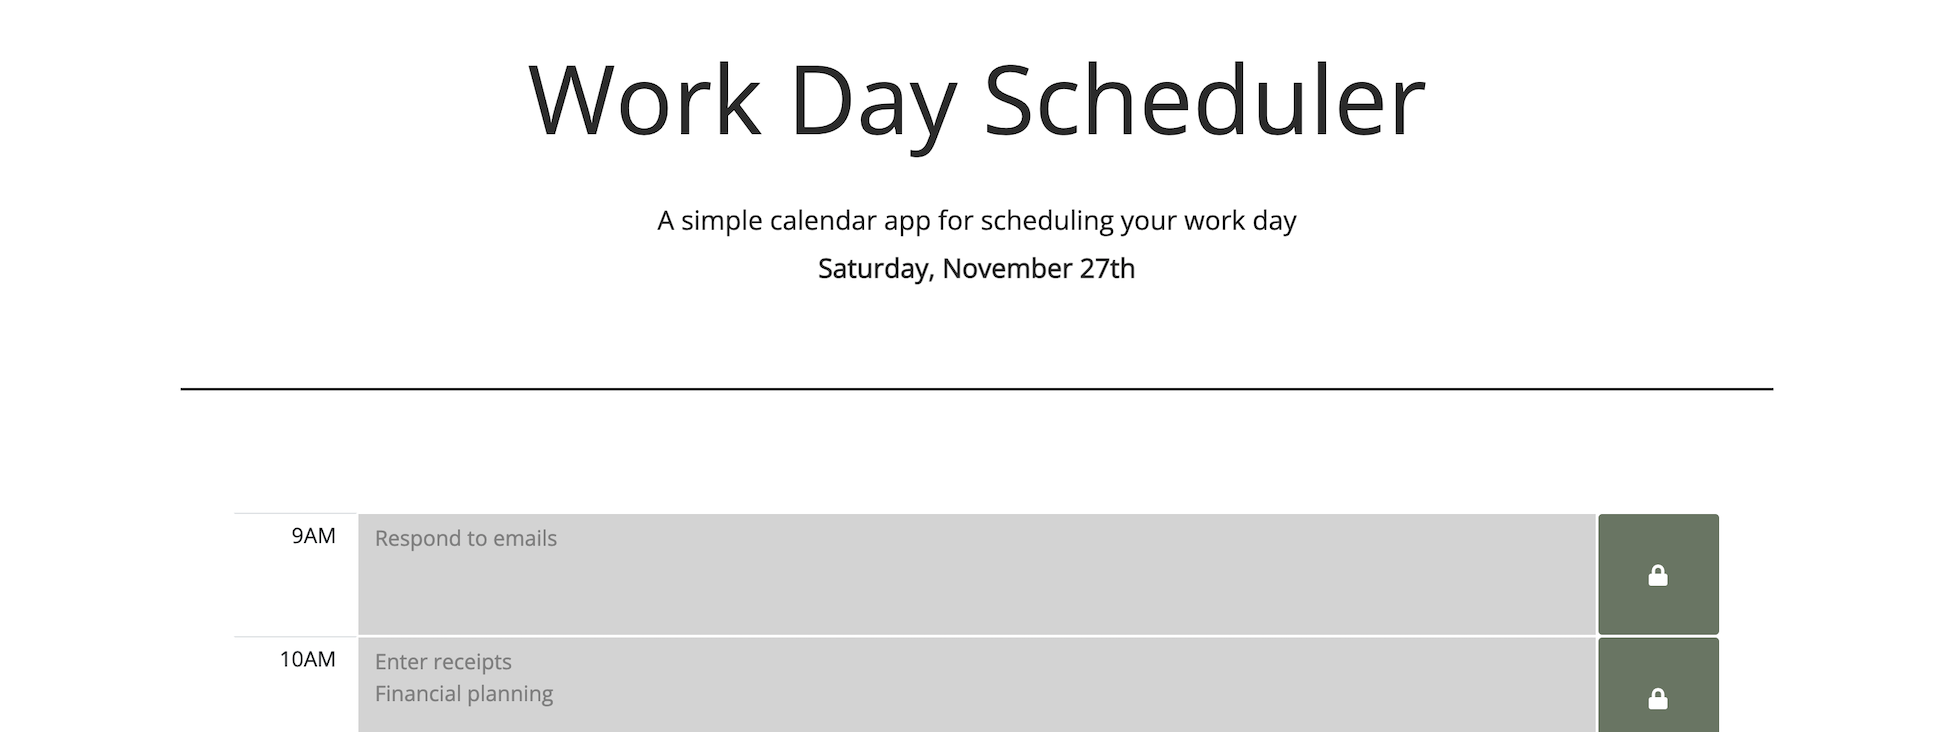 Work Day Scheduler
A simple calendar app for scheduling your work day
Saturday, November 27th
9AM
Respond to emails
10AM
Enter receipts
Financial planning